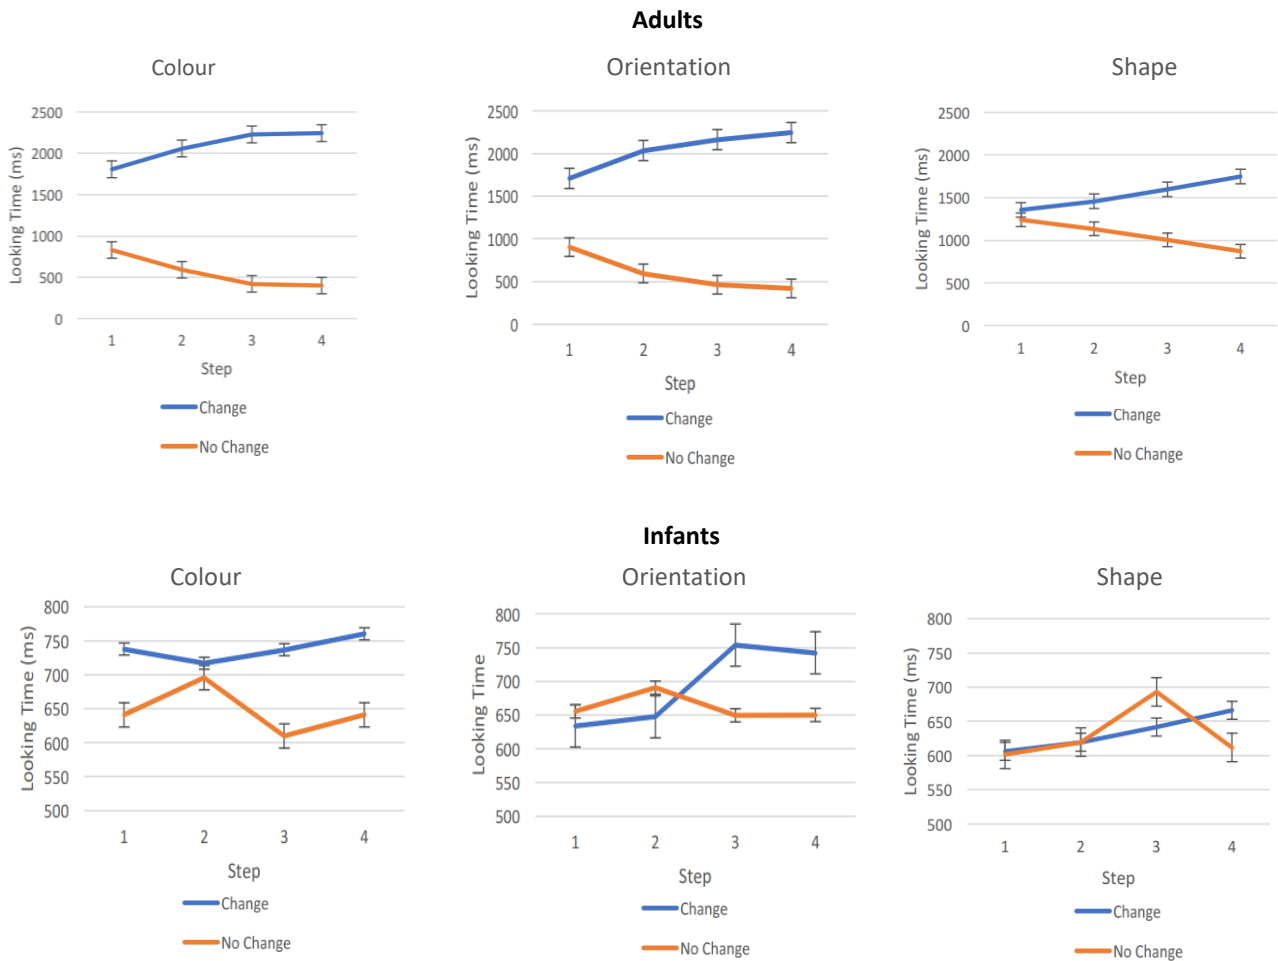 Adults
Colour
Looking Time (ms)
2500
2000
1500
1000
500
0
1 2 3 4
Step
Change
No Change
Orientation
Looking Time (ms)
2500
2000
1500
1000
500
0
1 2 3 4
Step
Change
No Change
Shape
Looking Time (ms)
2500
2000
1500
1000
500
0
1 2 3 4
Step
Change
No Change
Infants
Colour
Looking Time (ms)
800
750
700
650
600
550
500
1 2 3 4
Step
Change
No Change
Orientation
Looking Time
800
750
700
650
600
550
500
1 2 3 4
Step
Change
No Change
Shape
Looking Time (ms)
800
750
700
650
600
550
500
1 2 3 4
Step
Change
No Change